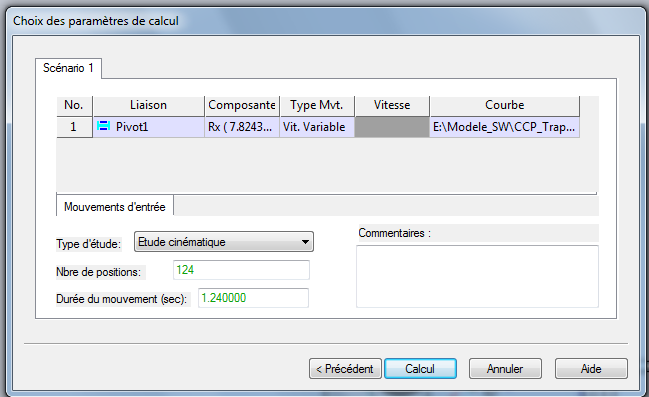 Choix des paramètres de calcul
Scénario 1
No. Liaison Composante Type Mvt. Vitesse Courbe
1 Pivot1 Rx ( 7.8243... Vit. Variable E:\Modele_SW\CCP_Trap...
Mouvements d'entrée
Type d'étude: Etude cinématique
Commentaires :
Nbre de positions: 124
Durée du mouvement (sec): 1.240000
< Précédent Calcul Annuler Aide